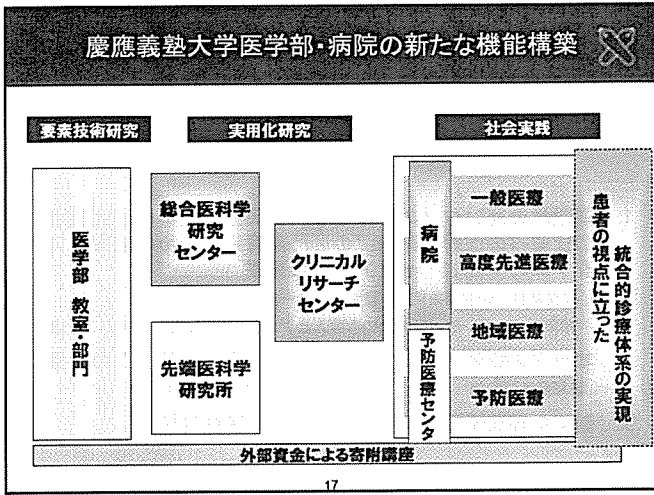 慶應義塾大学医学部・病院の新たな機能構築
要素技術研究
実用化研究
社会実践
医学部 教室・部門
総合医科学
研究
センター
先端医科学
研究所
クリニカル
リサーチ
センター
病院
予防医療センタ
一般医療
高度先進医療
地域医療
予防医療
患者の視点に立った
統合的診療体系の実現
外部資金による寄附講座
17